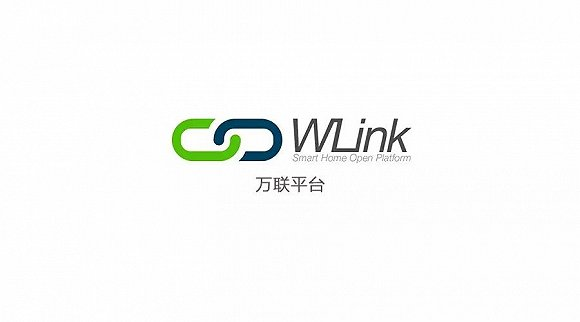 WLink
Smart Home Open Platform
万联平台